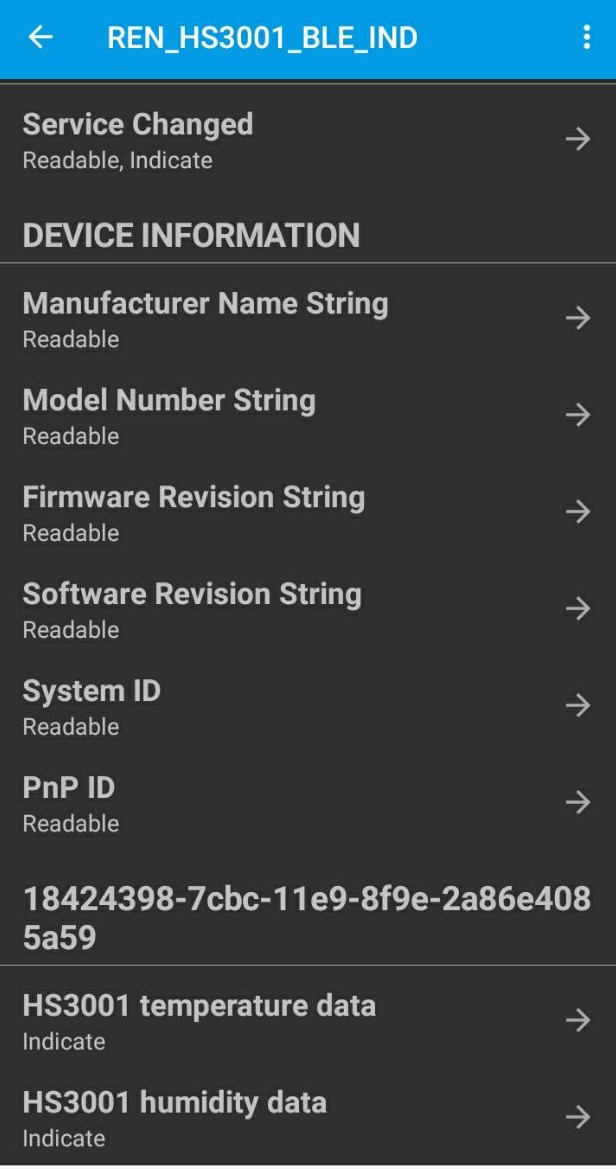 REN_HS3001_BLE_IND
Service Changed
Readable, Indicate
DEVICE INFORMATION
Manufacturer Name String
Readable
Model Number String
Readable
Firmware Revision String
Readable
Software Revision String
Readable
System ID
Readable
PnP ID
Readable
18424398-7cbc-11e9-8f9e-2a86e408
5a59
HS3001 temperature data
Indicate
HS3001 humidity data
Indicate